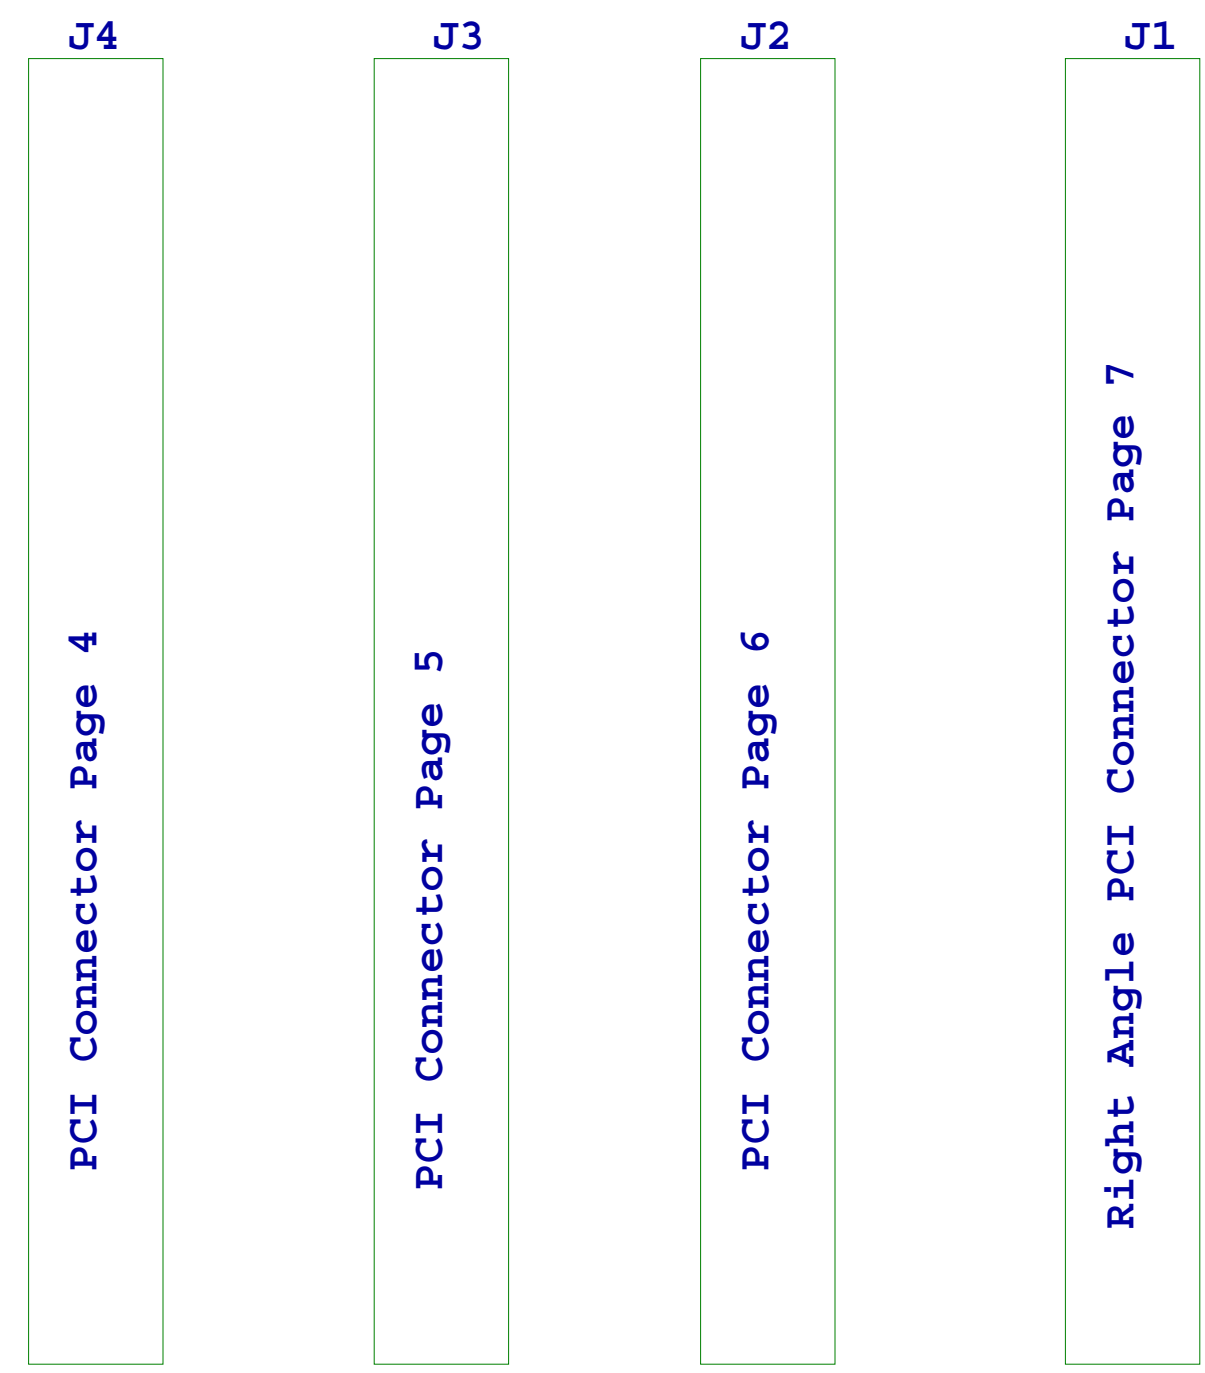 J4
J3
J2
J1
PCI Connector Page 4
PCI Connector Page 5
PCI Connector Page 6
Right Angle PCI Connector Page 7